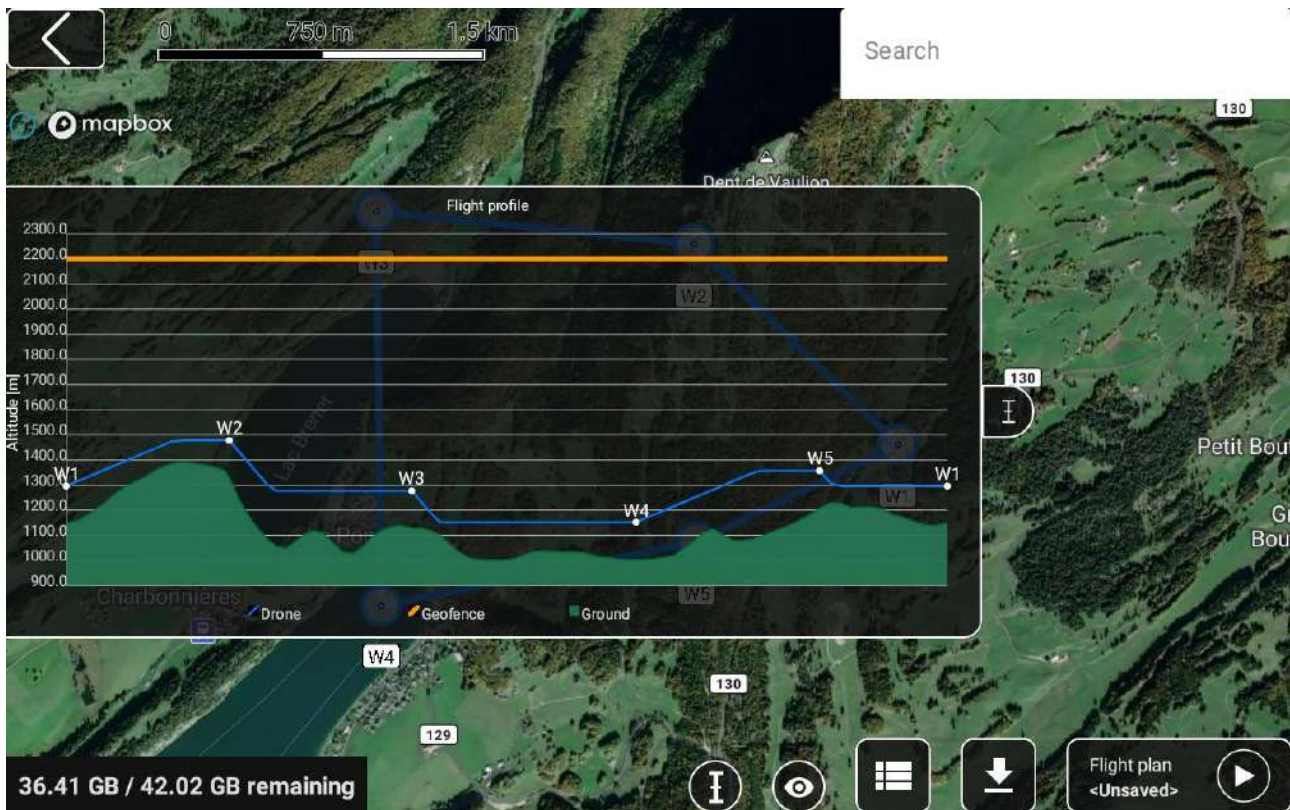 0 750 m 1.5 km
Search
mapbox
130
Dent de Vaulion
Flight profile
2300.0
2200.0
2100.0
2000.0
1900.0
1800.0
1700.0
1600.0
1500.0
1400.0
1300.0
1200.0
1100.0
1000.0
900.0
Altitude [m]
W3
W2
W1
W2
W3
W4
W5
W1
W1
W5
Lac Brenet
130
Petit Bout
Charbonnières
Drone
Geofence
Ground
W4
130
129
36.41 GB / 42.02 GB remaining
Flight plan
<Unsaved>